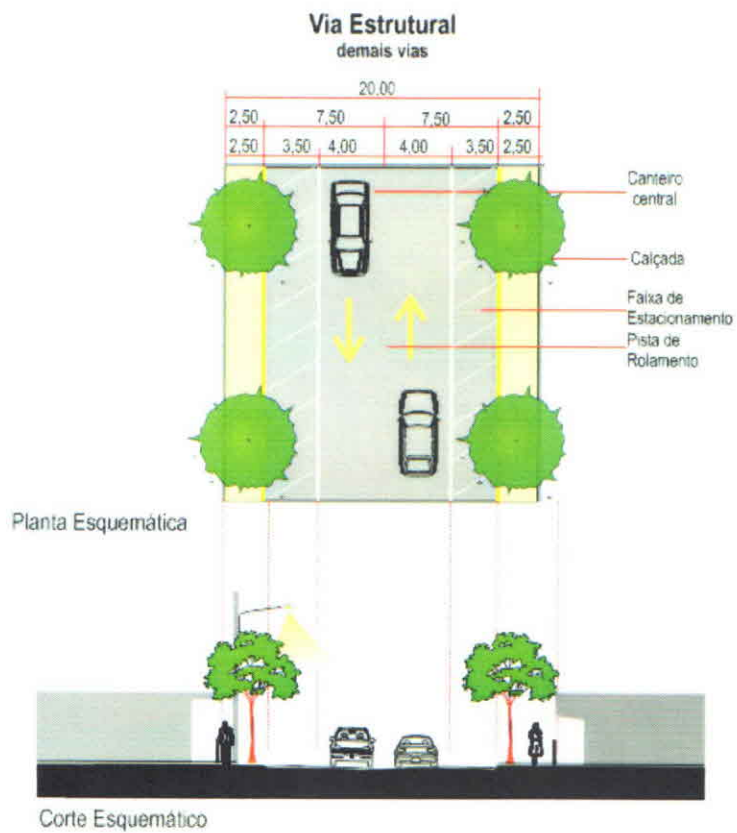 Via Estrutural
demais vias
20,00
2,50 7,50 7,50 2,50
2,50 3,50 4,00 4,00 3,50 2,50
Canteiro
central
Calçada
Faixa de
Estacionamento
Pista de
Rolamento
Planta Esquemática
Corte Esquemático